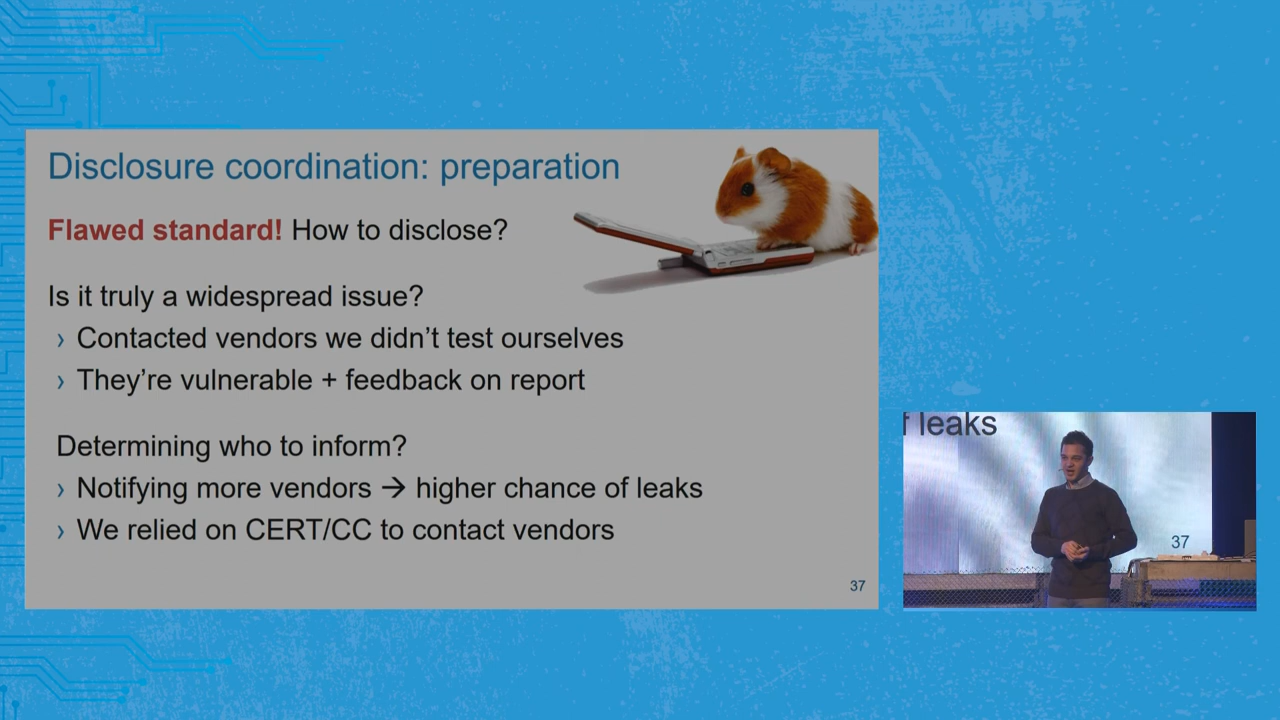 Disclosure coordination: preparation
Flawed standard! How to disclose?
Is it truly a widespread issue?
› Contacted vendors we didn’t test ourselves
› They’re vulnerable + feedback on report
Determining who to inform?
› Notifying more vendors → higher chance of leaks
› We relied on CERT/CC to contact vendors
37
f leaks
37